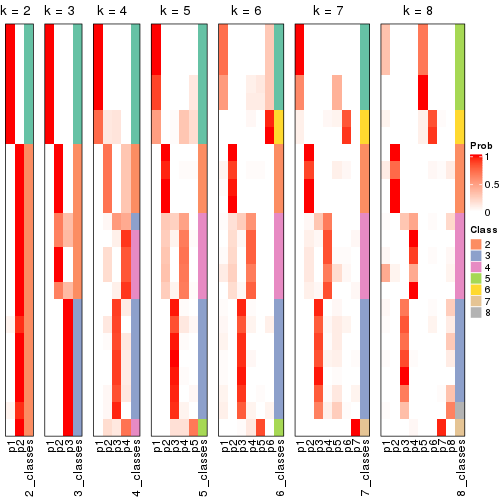 k = 2 k = 3 k = 4 k = 5 k = 6 k = 7 k = 8
Prob
1
0.5
0
Class
2
3
4
5
6
7
8
p1 p2 2_classes p1 p2 p3 3_classes p1 p2 p3 p4 4_classes p1 p2 p3 p4 p5 5_classes p1 p2 p3 p4 p5 p6 6_classes p1 p2 p3 p4 p5 p6 p7 7_classes p1 p2 p3 p4 p5 p6 p7 p8 8_classes